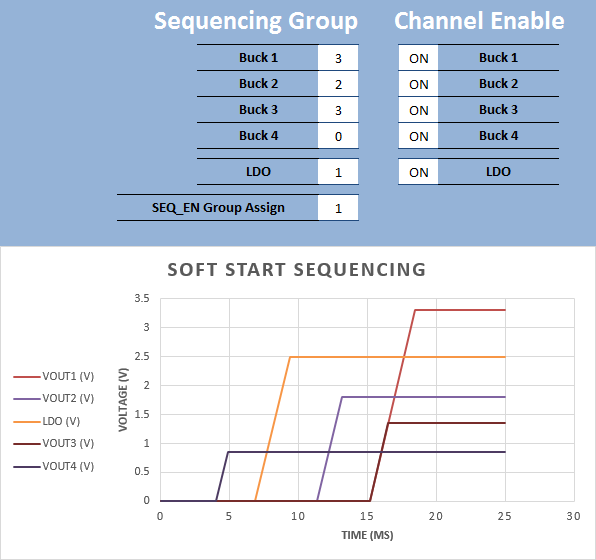 Sequencing Group Channel Enable
Buck 1 3 ON Buck 1
Buck 2 2 ON Buck 2
Buck 3 3 ON Buck 3
Buck 4 0 ON Buck 4
LDO 1 ON LDO
SEQ_EN Group Assign 1
SOFT START SEQUENCING
3.5
3
2.5
2
1.5
1
0.5
0
VOLTAGE (V)
VOUT1 (V)
VOUT2 (V)
LDO (V)
VOUT3 (V)
VOUT4 (V)
0 5 10 15 20 25 30
TIME (MS)